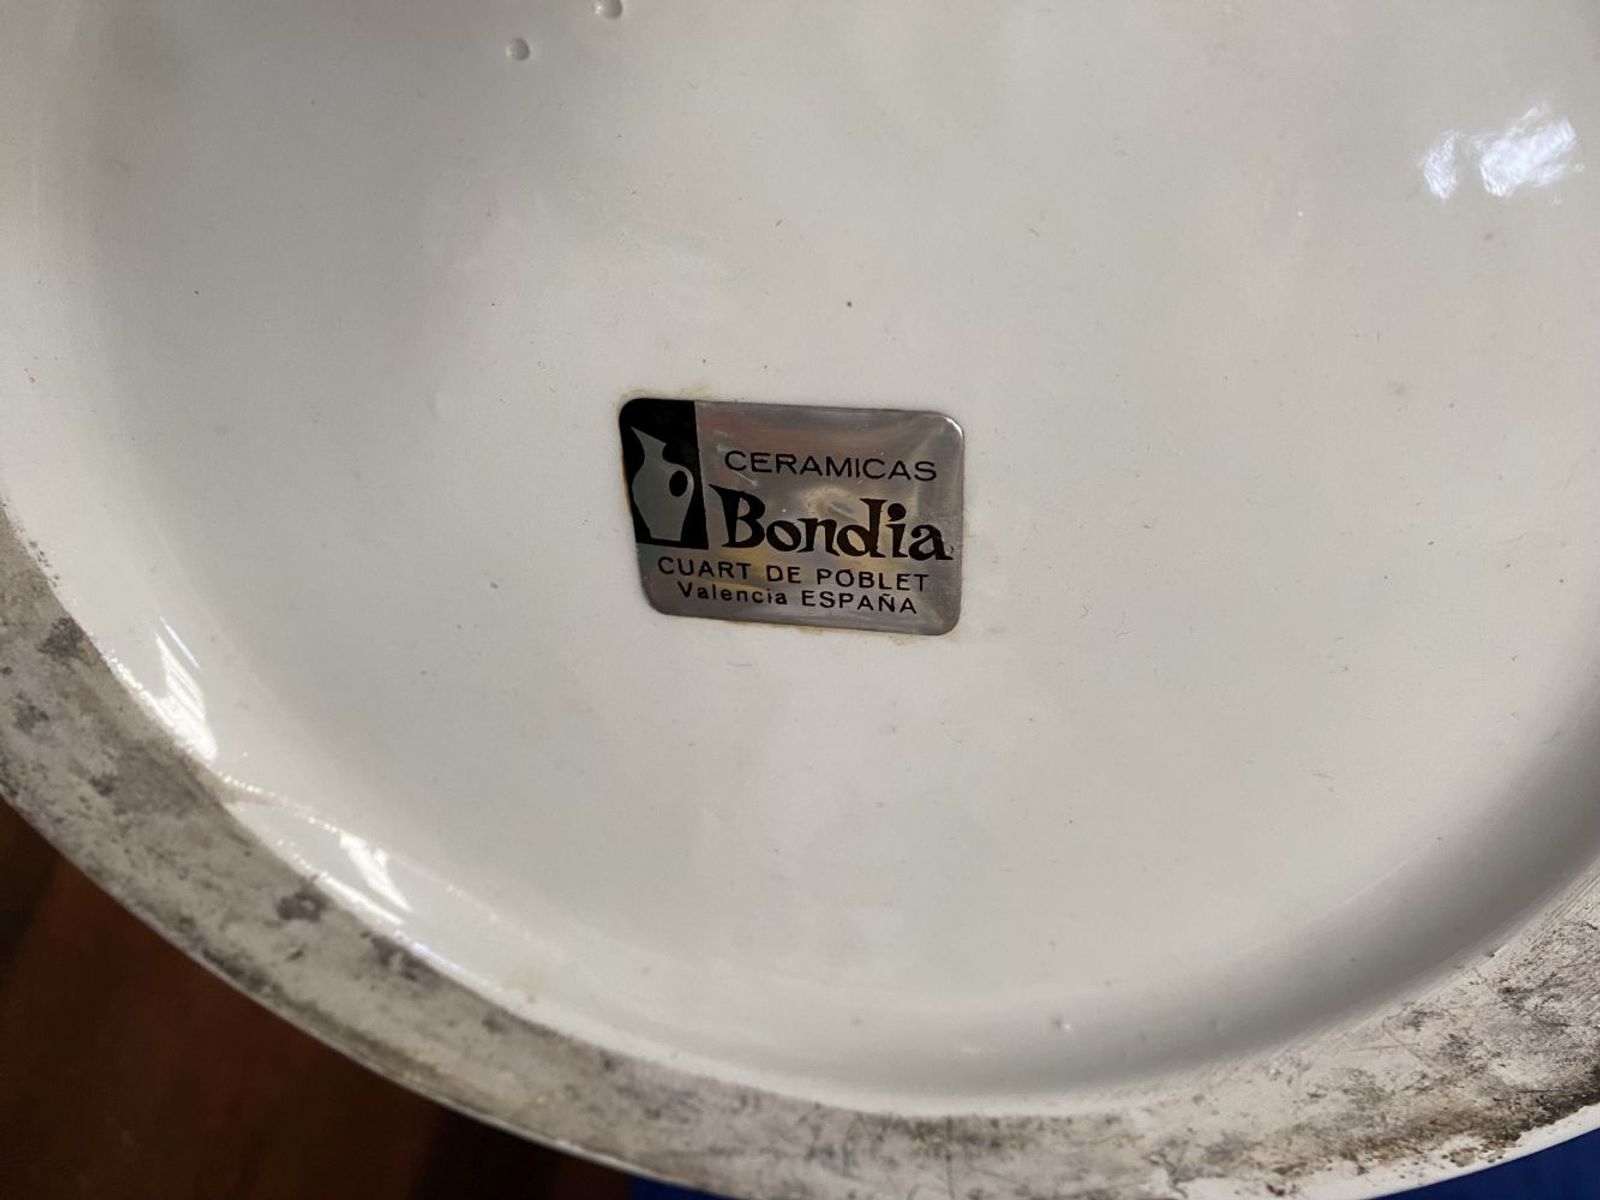 CERAMICAS
Bondia
CUART DE POBLET
Valencia ESPAÑA